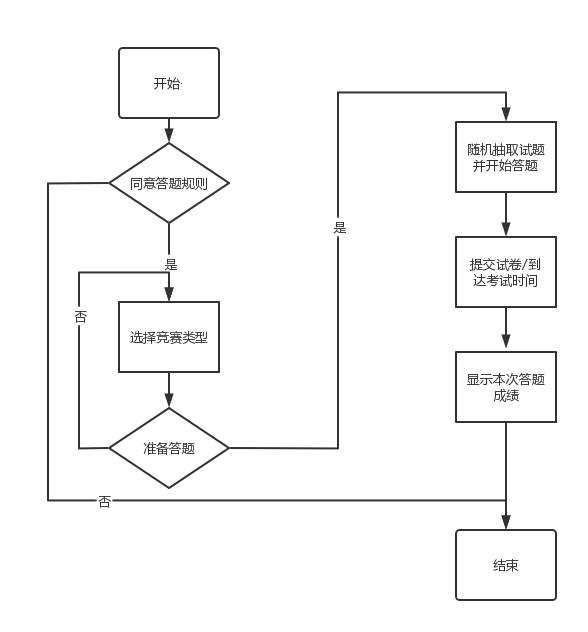 开始
同意答题规则
是
否
选择竞赛类型
准备答题
否
是
随机抽取试题
并开始答题
提交试卷/到
达考试时间
显示本次答题
成绩
结束